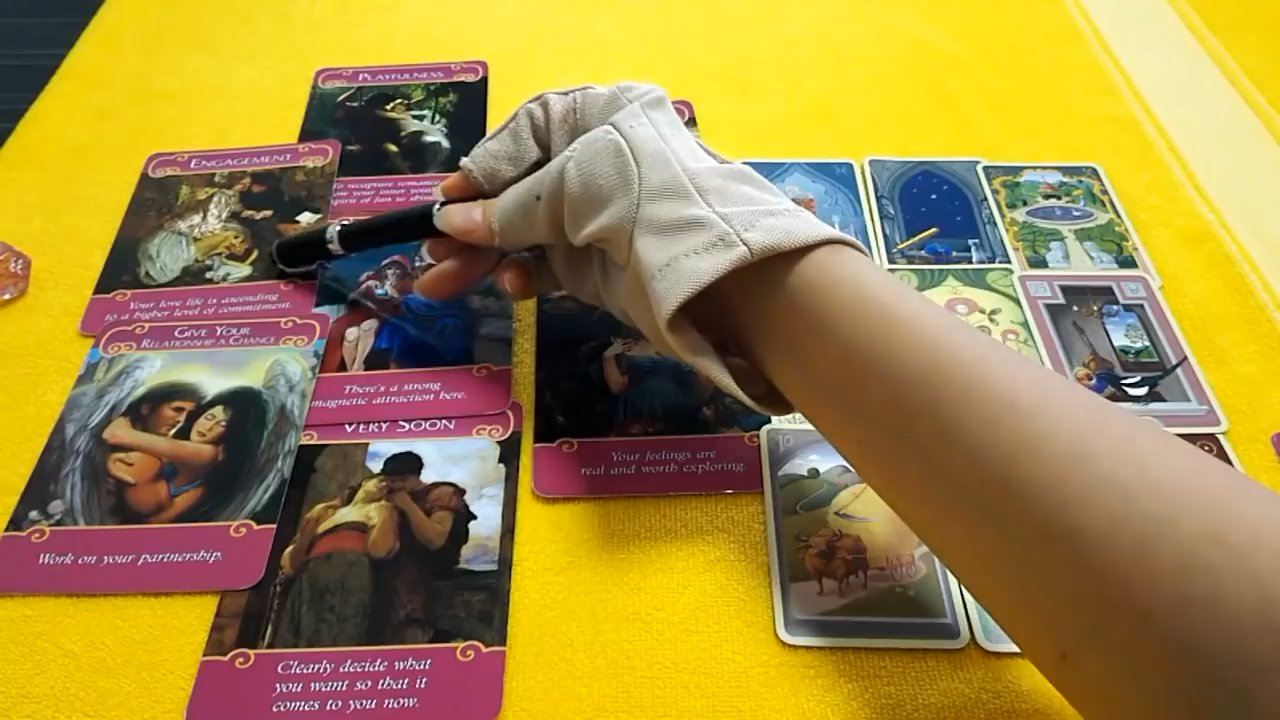 PLAYFULNESS
To recapture romance
your inner
spirit of fun to shine
ENGAGEMENT
Your love life is ascending
to a higher level of commitment.
GIVE YOUR
RELATIONSHIP A CHANCE
Work on your partnership.
There's a strong
magnetic attraction here.
VERY SOON
Clearly decide what
you want so that it
comes to you now.
Your feelings are
real and worth exploring.
10